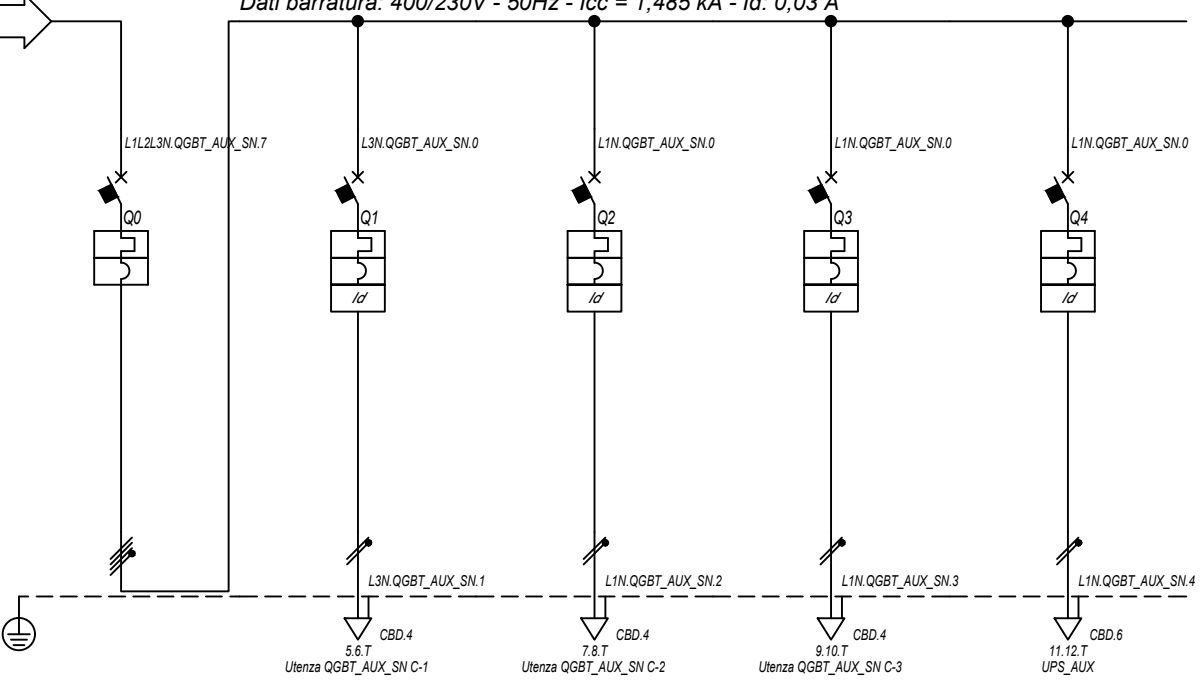 Dati barratura: 400/230V - 50Hz - Icc = 1,485 kA - Id: 0,03 A
L1L2L3N.QGBT_AUX_SN.7
L3N.QGBT_AUX_SN.0
L1N.QGBT_AUX_SN.0
L1N.QGBT_AUX_SN.0
L1N.QGBT_AUX_SN.0
Q0
Q1
Q2
Q3
Q4
Id
Id
Id
Id
L3N.QGBT_AUX_SN.1
L1N.QGBT_AUX_SN.2
L1N.QGBT_AUX_SN.3
L1N.QGBT_AUX_SN.4
CBD.4
CBD.4
CBD.4
CBD.6
5.6.T
7.8.T
9.10.T
11.12.T
Utenza QGBT_AUX_SN C-1
Utenza QGBT_AUX_SN C-2
Utenza QGBT_AUX_SN C-3
UPS_AUX